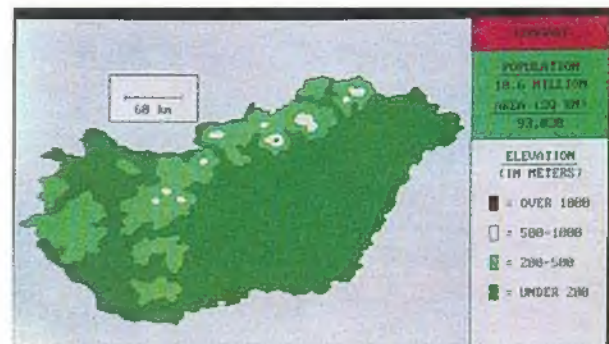 60 km
HUNGARY
POPULATION
10.6 MILLION
AREA (SQ KM)
93,030
ELEVATION
(IN METERS)
= OVER 1000
= 500-1000
= 200-500
= UNDER 200